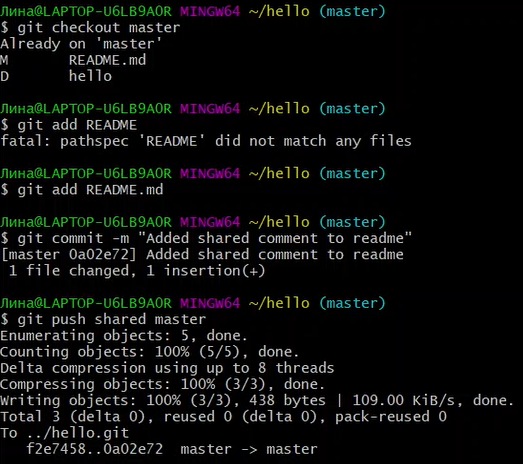 Лина@LAPTOP-U6LB9A0R MINGW64 ~/hello (master)
$ git checkout master
Already on 'master'
M       README.md
D       hello
Лина@LAPTOP-U6LB9A0R MINGW64 ~/hello (master)
$ git add README
fatal: pathspec 'README' did not match any files
Лина@LAPTOP-U6LB9A0R MINGW64 ~/hello (master)
$ git add README.md
Лина@LAPTOP-U6LB9A0R MINGW64 ~/hello (master)
$ git commit -m "Added shared comment to readme"
[master 0a02e72] Added shared comment to readme
 1 file changed, 1 insertion(+)
Лина@LAPTOP-U6LB9A0R MINGW64 ~/hello (master)
$ git push shared master
Enumerating objects: 5, done.
Counting objects: 100% (5/5), done.
Delta compression using up to 8 threads
Compressing objects: 100% (3/3), done.
Writing objects: 100% (3/3), 438 bytes | 109.00 KiB/s, done.
Total 3 (delta 0), reused 0 (delta 0), pack-reused 0
To ../hello.git
   f2e7458..0a02e72  master -> master